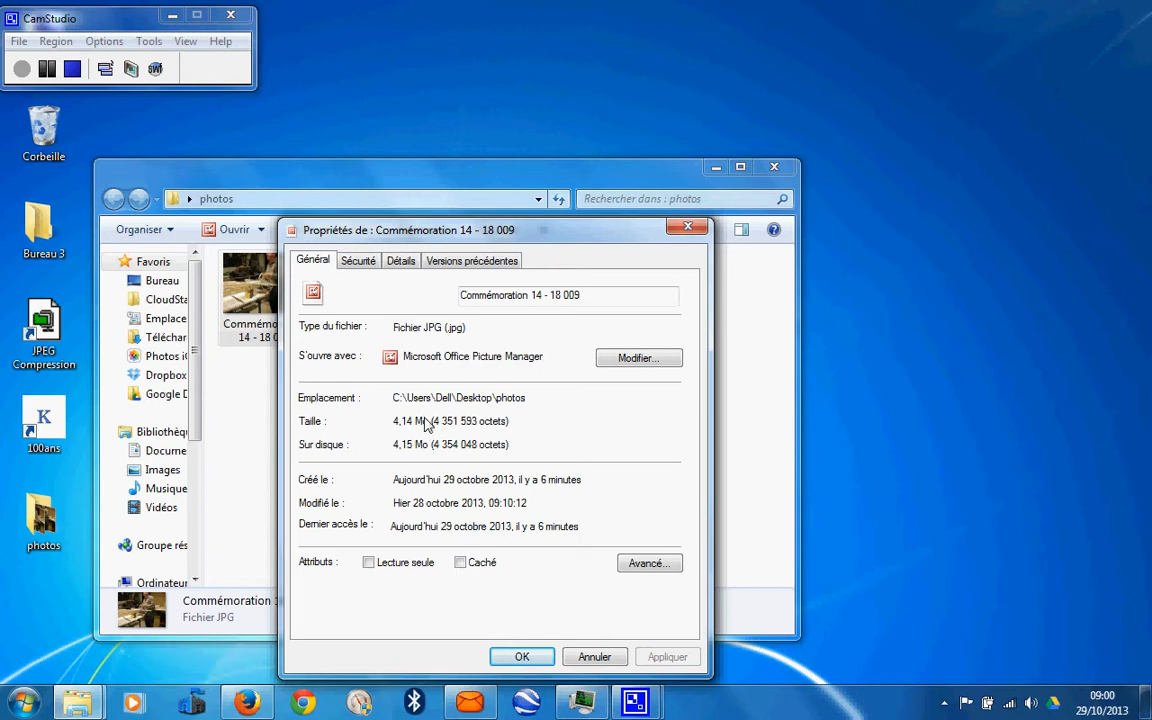 CamStudio
File Region Options Tools View Help
Corbeille
Bureau 3
JPEG
Compression
K
100ans
photos
photos
Rechercher dans : photos
Organiser
Ouvrir
Favoris
Bureau
CloudSta
Emplace
Téléchar
Photos i
Dropbox
Google D
Bibliothèq
Docume
Images
Musique
Vidéos
Groupe rés
Ordinateur
Commémo
14 - 18 0
Commémoration 1
Fichier JPG
Propriétés de : Commémoration 14 - 18 009
Général Sécurité Détails Versions précédentes
Commémoration 14 - 18 009
Type du fichier : Fichier JPG (.jpg)
S'ouvre avec : Microsoft Office Picture Manager Modifier...
Emplacement : C:\Users\Dell\Desktop\photos
Taille : 4,14 Mo (4 351 593 octets)
Sur disque : 4,15 Mo (4 354 048 octets)
Créé le : Aujourd'hui 29 octobre 2013, il y a 6 minutes
Modifié le : Hier 28 octobre 2013, 09:10:12
Dernier accès le : Aujourd'hui 29 octobre 2013, il y a 6 minutes
Attributs : Lecture seule Caché Avancé...
OK Annuler Appliquer
09:00
29/10/2013